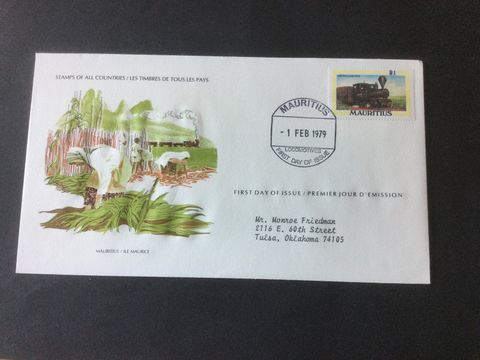 STAMPS OF ALL COUNTRIES / LES TIMBRES DE TOUS LES PAYS
R1
MAURITIUS
MAURITIUS
- 1 FEB 1979
LOCOMOTIVES
FIRST DAY OF ISSUE
FIRST DAY OF ISSUE / PREMIER JOUR D'EMISSION
Mr. Monroe Friedman
2116 E. 60th Street
Tulsa, Oklahoma 74105
MAURITIUS / ILE MAURICE